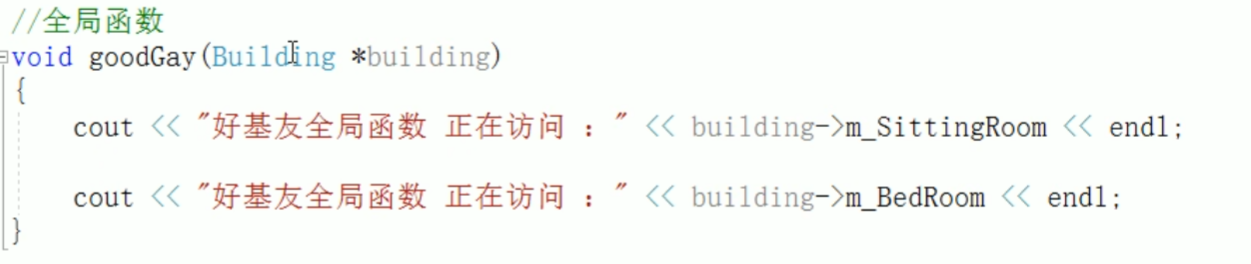 //全局函数
void goodGay(Building *building)
{
cout << "好基友全局函数 正在访问 : " << building->m_SittingRoom << endl;
cout << "好基友全局函数 正在访问 : " << building->m_BedRoom << endl;
}